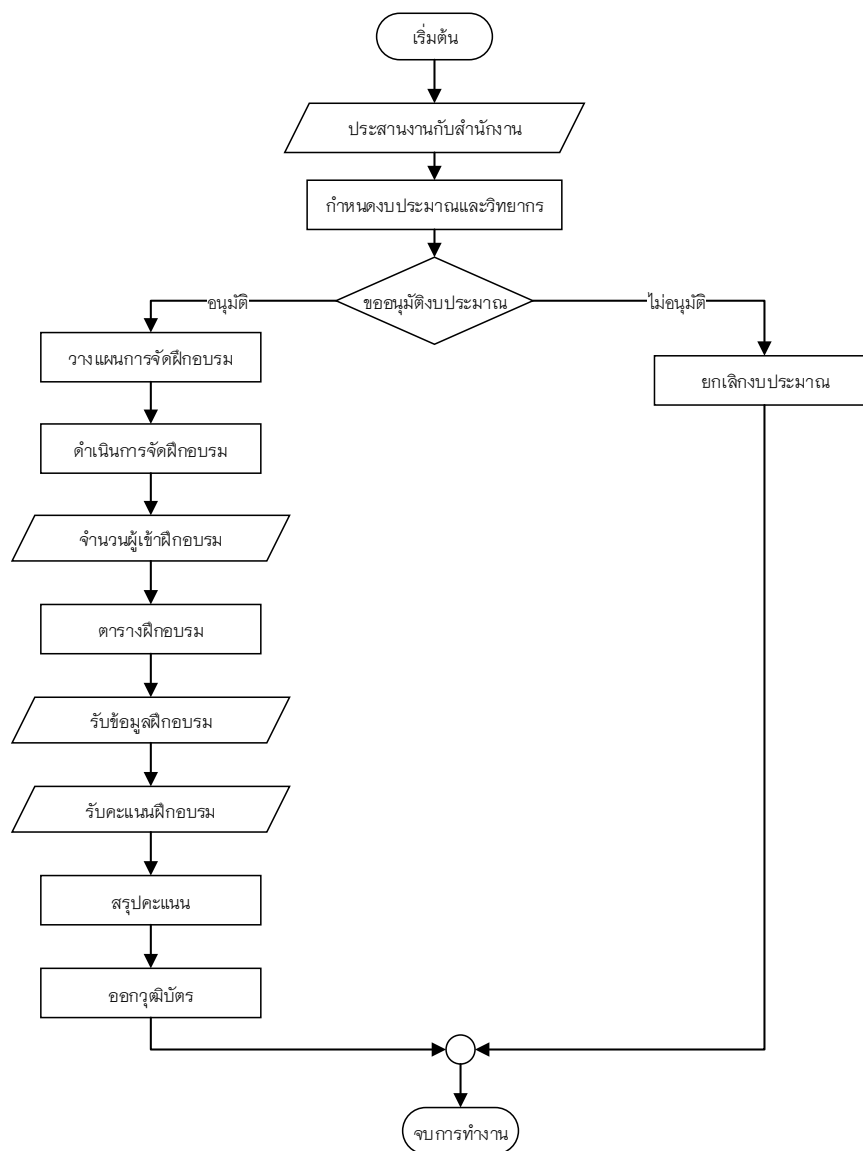 เริ่มต้น
ประสานงานกับสำนักงาน
กำหนดงบประมาณและวิทยากร
ขออนุมัติงบประมาณ
อนุมัติ
ไม่อนุมัติ
วางแผนการจัดฝึกอบรม
ยกเลิกงบประมาณ
ดำเนินการจัดฝึกอบรม
จำนวนผู้เข้าฝึกอบรม
ตารางฝึกอบรม
รับข้อมูลฝึกอบรม
รับคะแนนฝึกอบรม
สรุปคะแนน
ออกวุฒิบัตร
จบการทำงาน